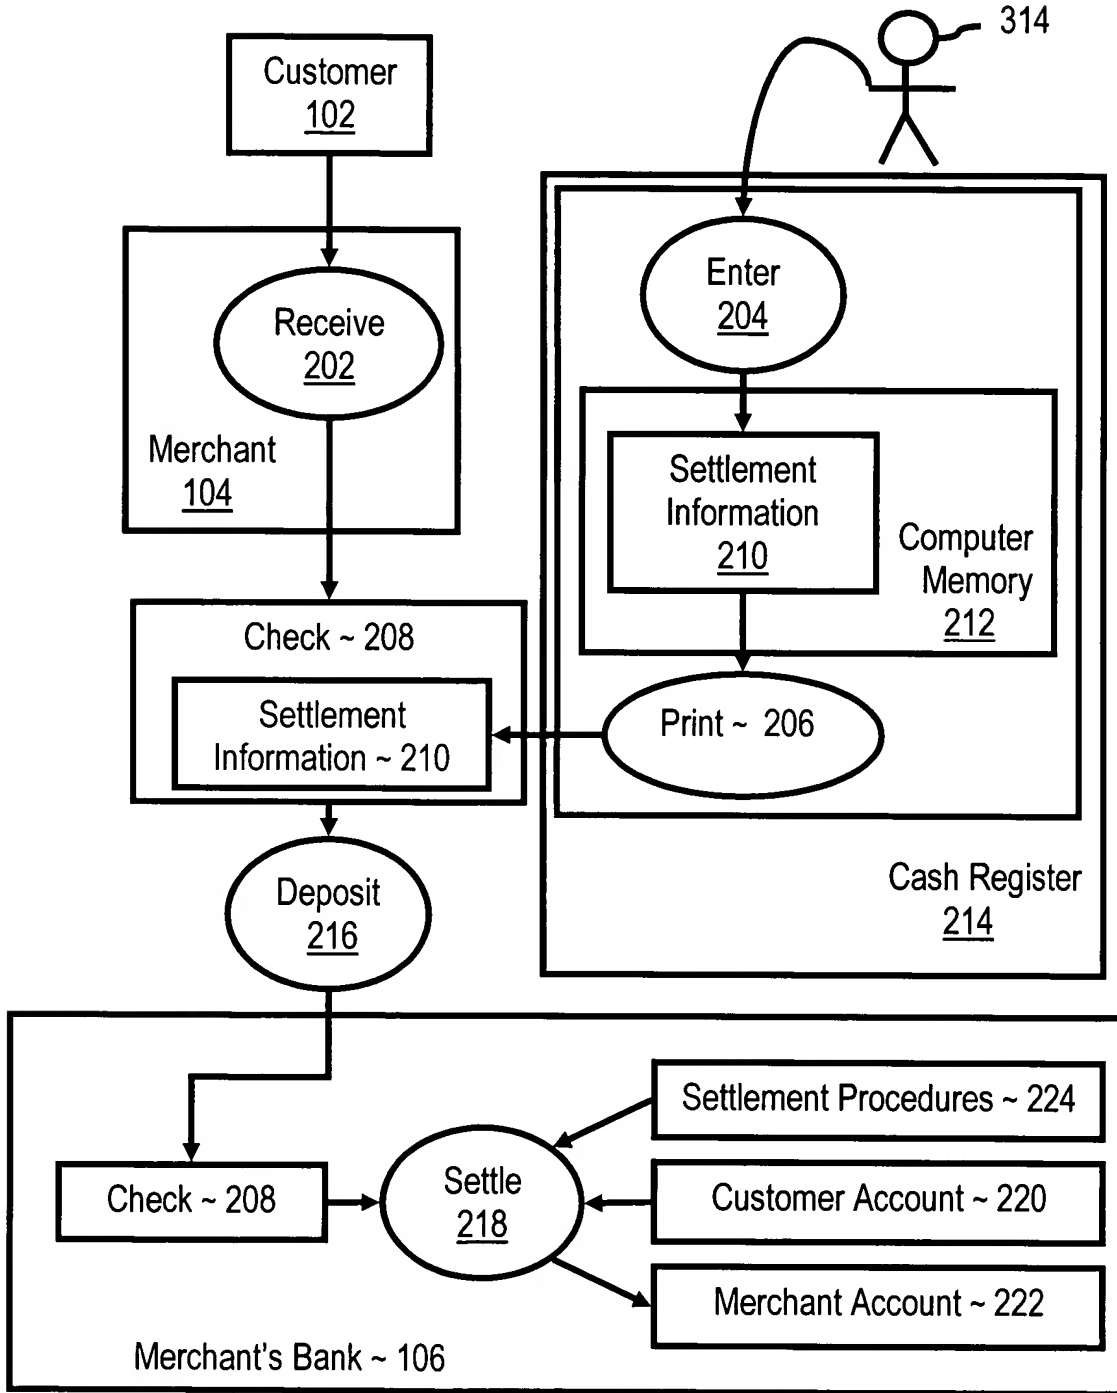 314
Customer
102
Enter
204
Receive
202
Merchant
104
Settlement
Information
210
Computer
Memory
212
Check ~ 208
Settlement
Information ~ 210
Print ~ 206
Cash Register
214
Deposit
216
Settlement Procedures ~ 224
Check ~ 208
Settle
218
Customer Account ~ 220
Merchant Account ~ 222
Merchant's Bank ~ 106